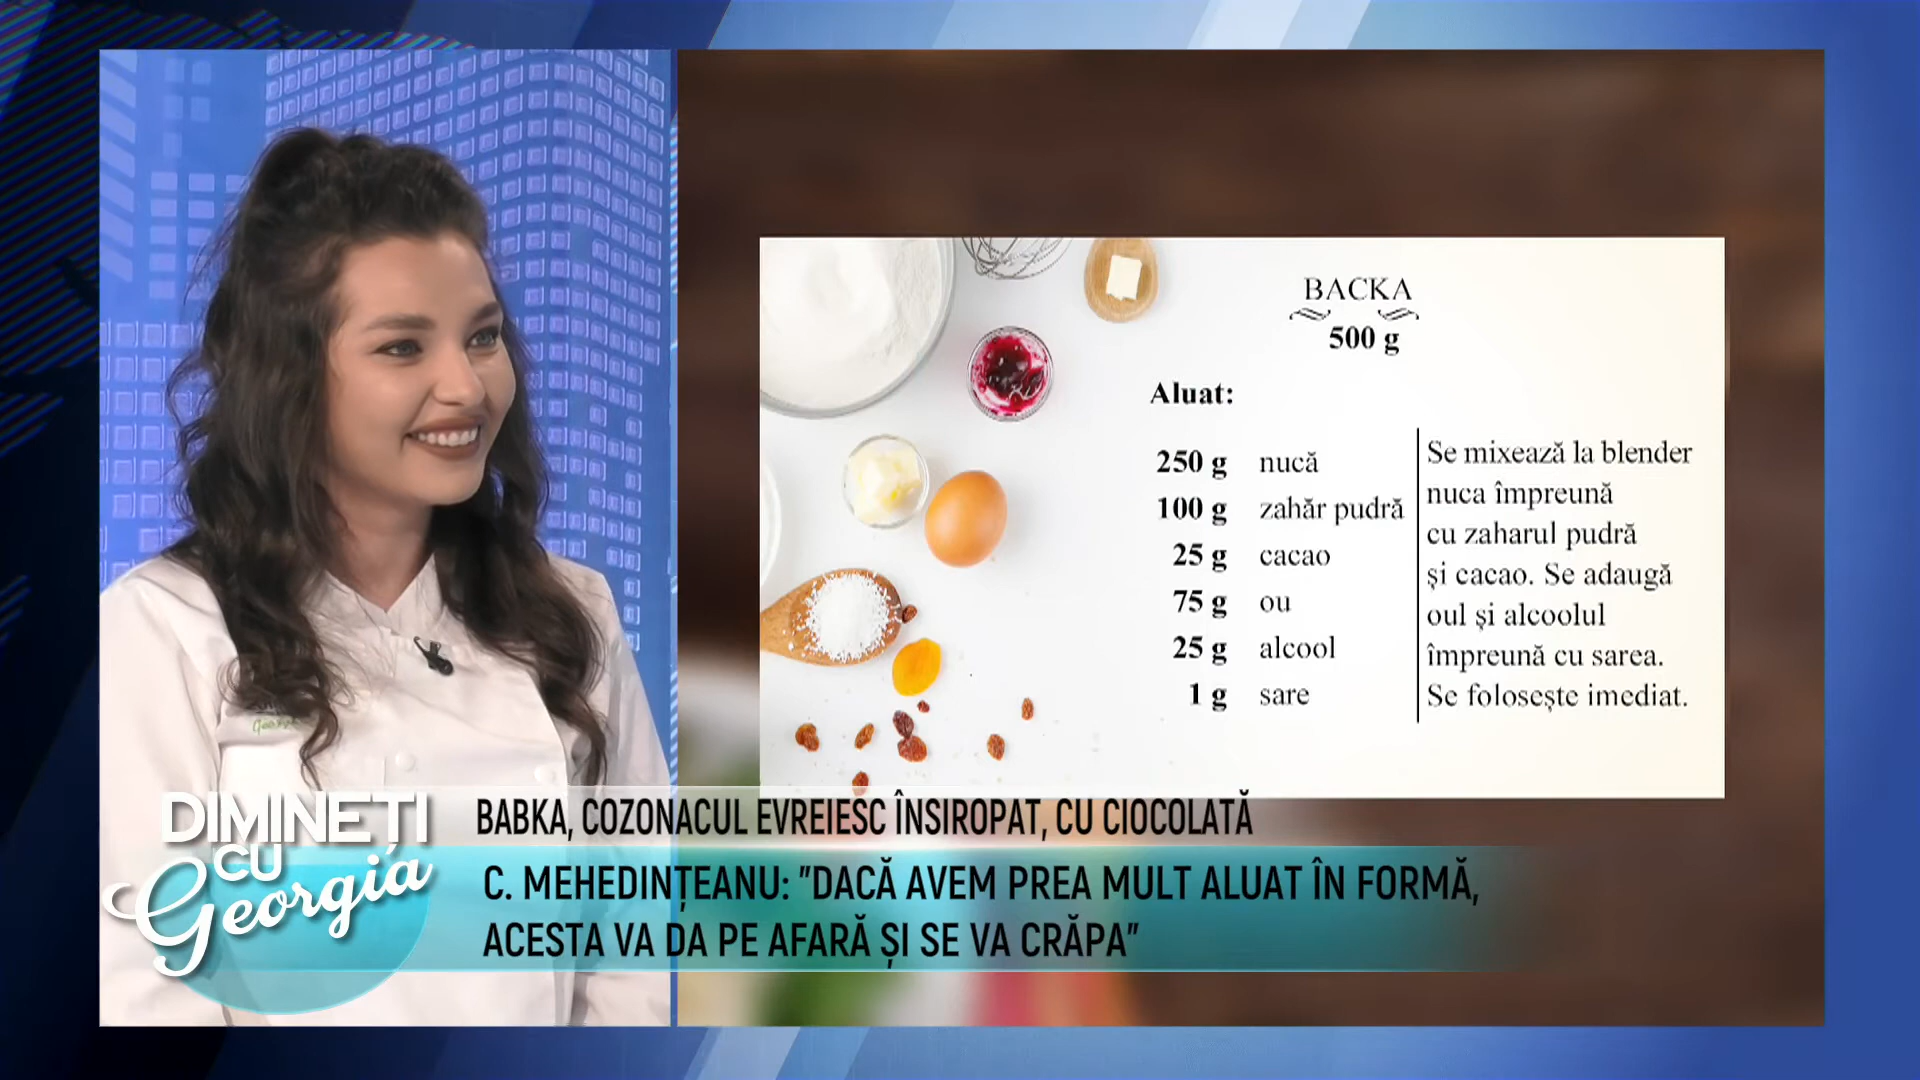 BACKA
500 g
Aluat:
250 g nucă
100 g zahăr pudră
25 g cacao
75 g ou
25 g alcool
1 g sare
Se mixează la blender
nuca împreună
cu zaharul pudră
și cacao. Se adaugă
oul și alcoolul
împreună cu sarea.
Se folosește imediat.
DIMINEȚI
CU
Georgia
BABKA, COZONACUL EVREIESC ÎNSIROPAT, CU CIOCOLATĂ
C. MEHEDINȚEANU: "DACĂ AVEM PREA MULT ALUAT ÎN FORMĂ,
ACESTA VA DA PE AFARĂ ȘI SE VA CRĂPA"